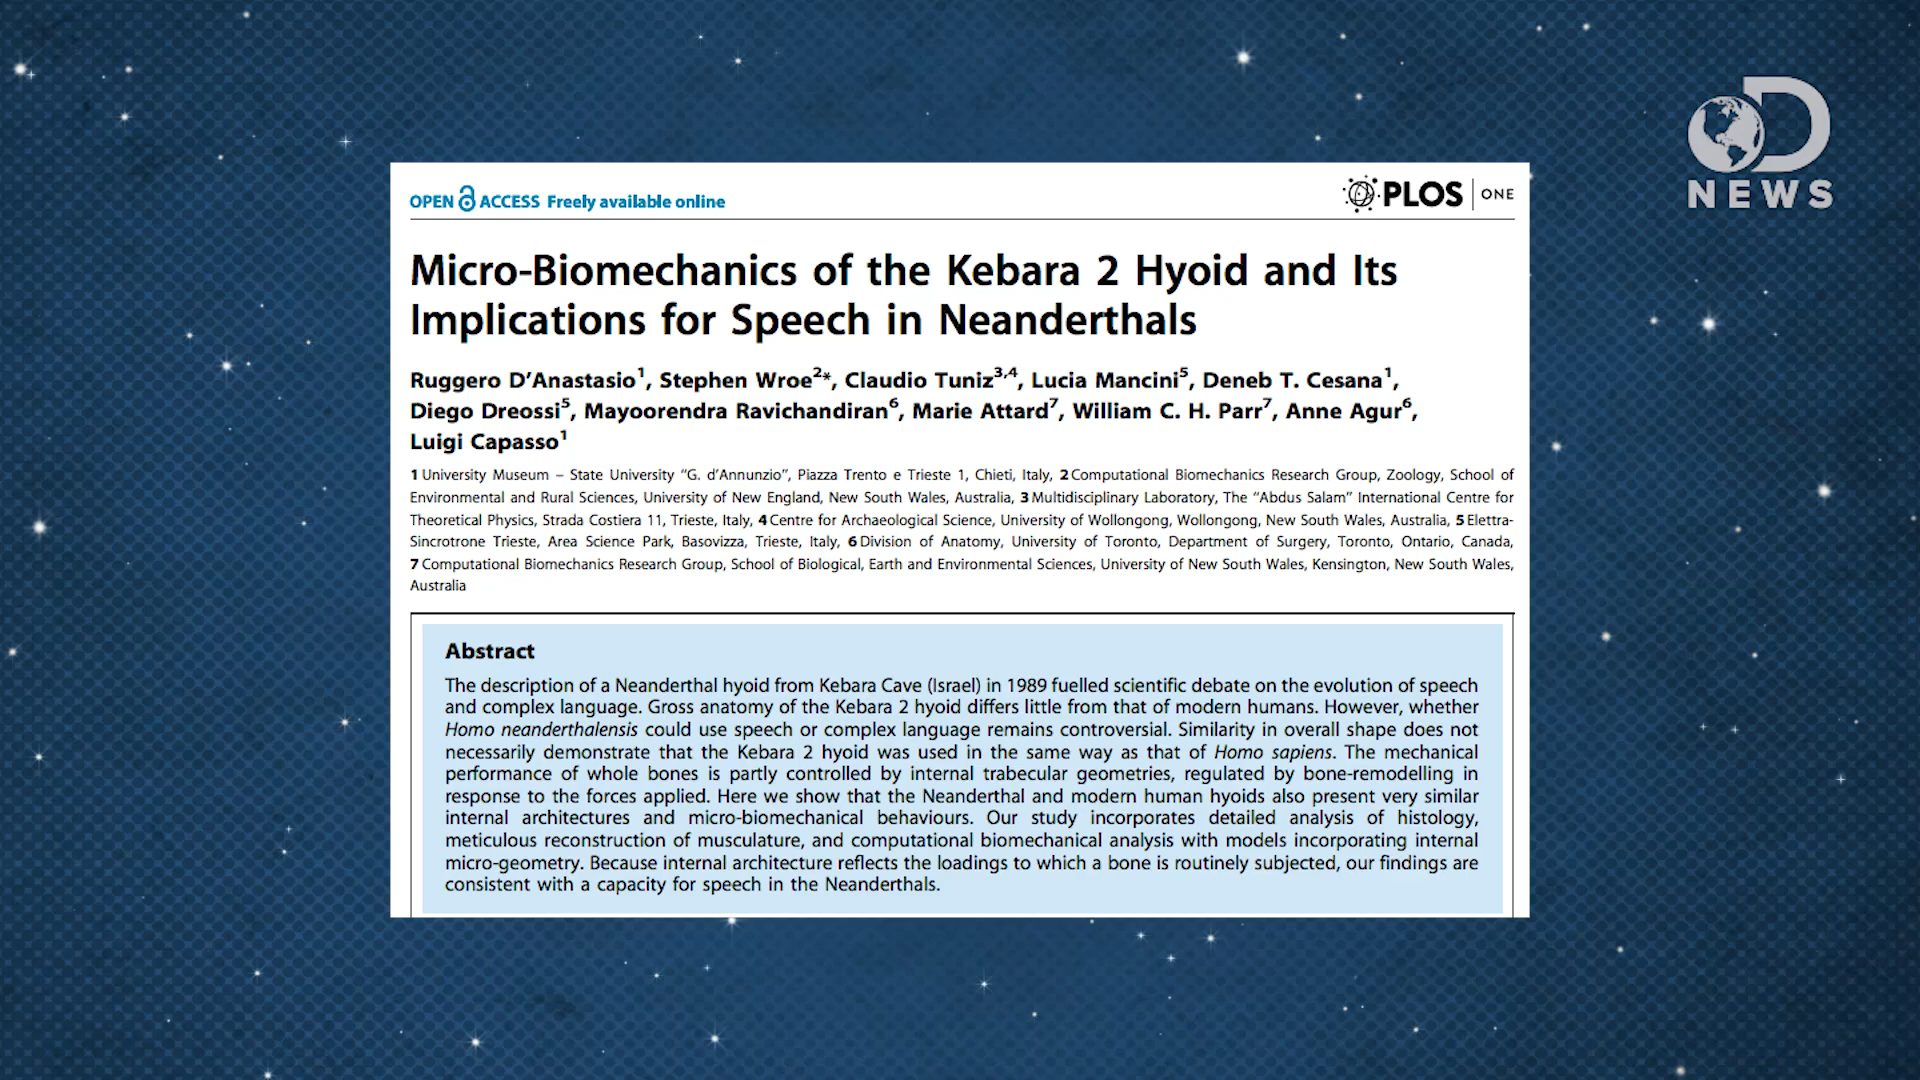 D
NEWS
OPEN ACCESS Freely available online
PLOS ONE
Micro-Biomechanics of the Kebara 2 Hyoid and Its
Implications for Speech in Neanderthals
Ruggero D’Anastasio1, Stephen Wroe2*, Claudio Tuniz3,4, Lucia Mancini5, Deneb T. Cesana1,
Diego Dreossi5, Mayoorendra Ravichandiran6, Marie Attard7, William C. H. Parr7, Anne Agur6,
Luigi Capasso1
1 University Museum – State University “G. d’Annunzio”, Piazza Trento e Trieste 1, Chieti, Italy, 2 Computational Biomechanics Research Group, Zoology, School of
Environmental and Rural Sciences, University of New England, New South Wales, Australia, 3 Multidisciplinary Laboratory, The “Abdus Salam” International Centre for
Theoretical Physics, Strada Costiera 11, Trieste, Italy, 4 Centre for Archaeological Science, University of Wollongong, Wollongong, New South Wales, Australia, 5 Elettra-
Sincrotrone Trieste, Area Science Park, Basovizza, Trieste, Italy, 6 Division of Anatomy, University of Toronto, Department of Surgery, Toronto, Ontario, Canada,
7 Computational Biomechanics Research Group, School of Biological, Earth and Environmental Sciences, University of New South Wales, Kensington, New South Wales,
Australia
Abstract
The description of a Neanderthal hyoid from Kebara Cave (Israel) in 1989 fuelled scientific debate on the evolution of speech
and complex language. Gross anatomy of the Kebara 2 hyoid differs little from that of modern humans. However, whether
Homo neanderthalensis could use speech or complex language remains controversial. Similarity in overall shape does not
necessarily demonstrate that the Kebara 2 hyoid was used in the same way as that of Homo sapiens. The mechanical
performance of whole bones is partly controlled by internal trabecular geometries, regulated by bone-remodelling in
response to the forces applied. Here we show that the Neanderthal and modern human hyoids also present very similar
internal architectures and micro-biomechanical behaviours. Our study incorporates detailed analysis of histology,
meticulous reconstruction of musculature, and computational biomechanical analysis with models incorporating internal
micro-geometry. Because internal architecture reflects the loadings to which a bone is routinely subjected, our findings are
consistent with a capacity for speech in the Neanderthals.